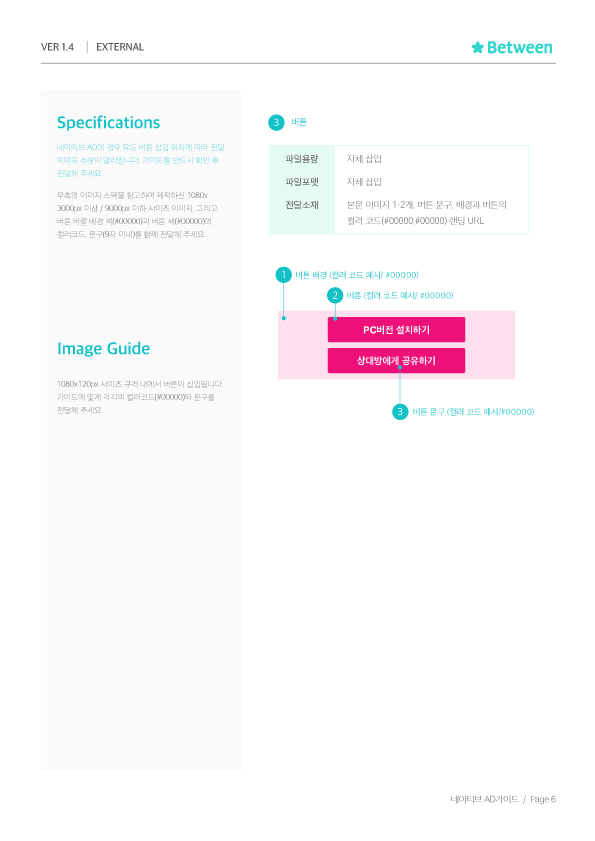 VER 1.4 | EXTERNAL
Between
Specifications
네이티브 AD의 경우 유도 버튼 삽입 위치에 따라 전달
이미지 수량이 달라집니다. 가이드를 반드시 확인 후
전달해 주세요.
우측의 이미지 스펙을 참고하여 제작하신 1080x
3000px 이상 / 9000px 이하 사이즈 이미지, 그리고
버튼 바깥 배경 색(#00000)과 버튼 색(#00000)의
컬러코드, 문구(9자 이내)를 함께 전달해 주세요.
Image Guide
1080x120px 사이즈 규격 내에서 버튼이 삽입됩니다.
가이드에 맞게 각각의 컬러코드(#00000)와 문구를
전달해 주세요.
3 버튼
파일용량 자체 삽입
파일포맷 자체 삽입
전달소재 본문 이미지 1-2개, 버튼 문구, 배경과 버튼의
컬러 코드(#00000,#00000) 랜딩 URL
1 버튼 배경 (컬러 코드 예시/ #00000)
2 버튼 (컬러 코드 예시/ #00000)
PC버전 설치하기
상대방에게 공유하기
3 버튼 문구 (컬러 코드 예시/#00000)
네이티브 AD가이드 / Page 6